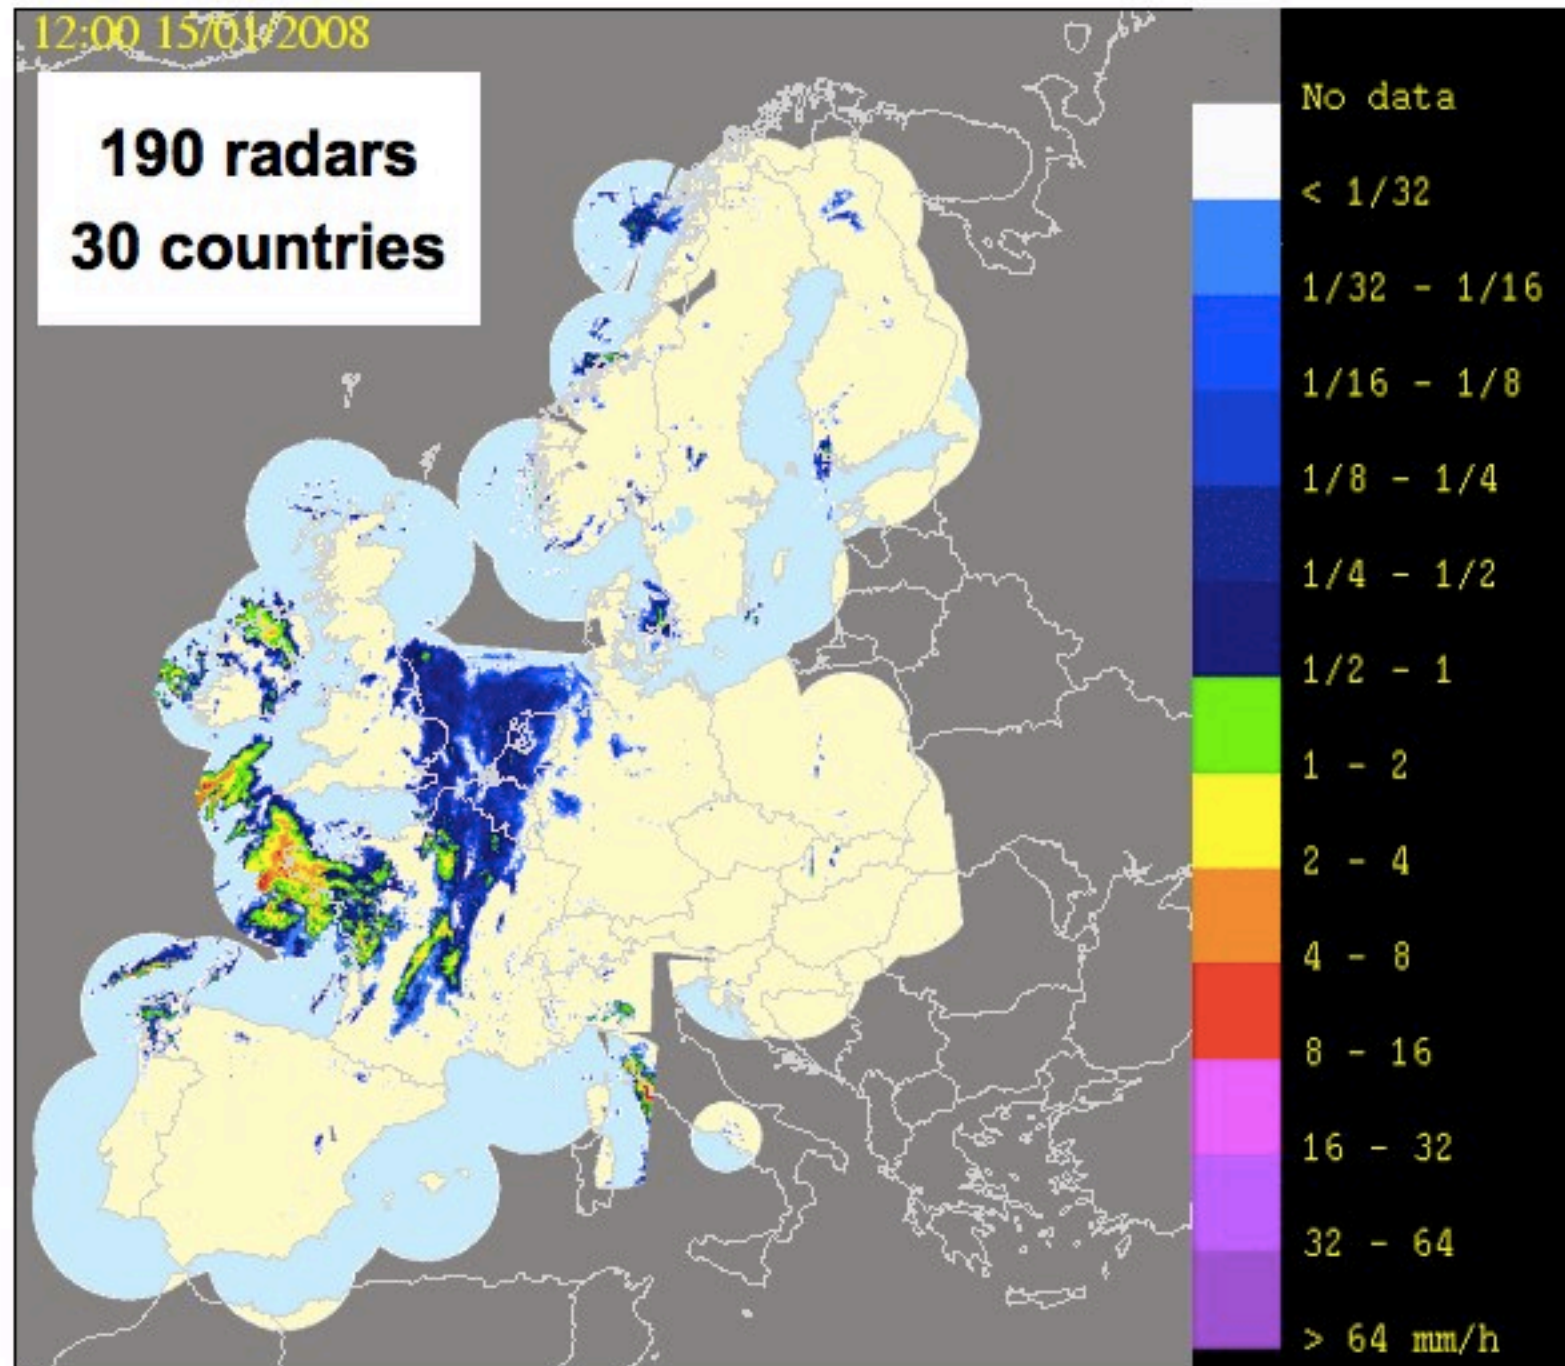 12:00 15/01/2008
190 radars
30 countries
No data
< 1/32
1/32 - 1/16
1/16 - 1/8
1/8 - 1/4
1/4 - 1/2
1/2 - 1
1 - 2
2 - 4
4 - 8
8 - 16
16 - 32
32 - 64
> 64 mm/h